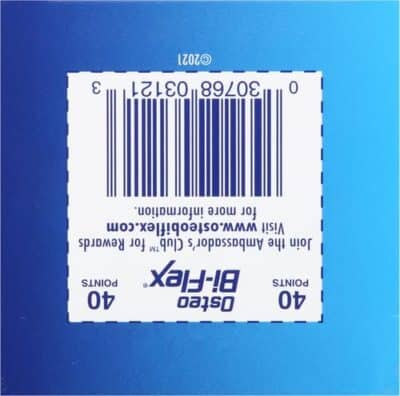 40 POINTS
Osteo
Bi-Flex®
40 POINTS
Join the Ambassador's Club™ for Rewards
Visit www.osteobiflex.com
for more information.
0 30768 03121 3
©2021